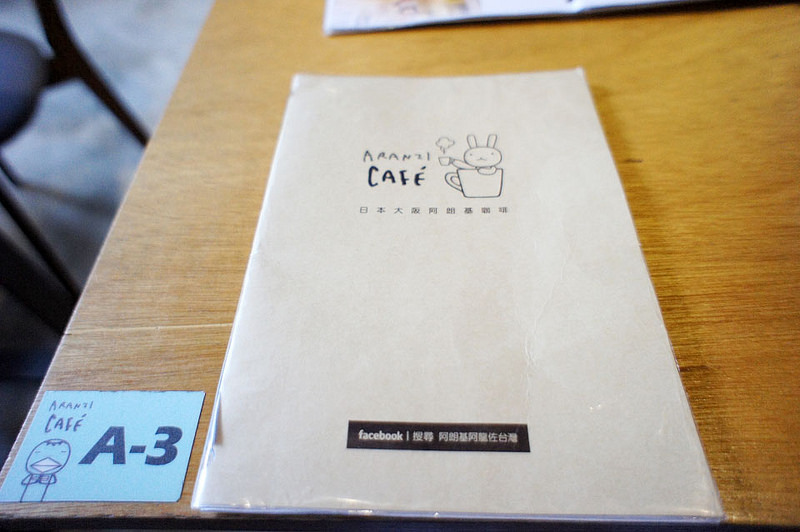 ARANZI
CAFÉ
日本大阪阿朗基咖啡
facebook | 搜尋 阿朗基阿龍佐台灣
ARANZI
CAFÉ
A-3